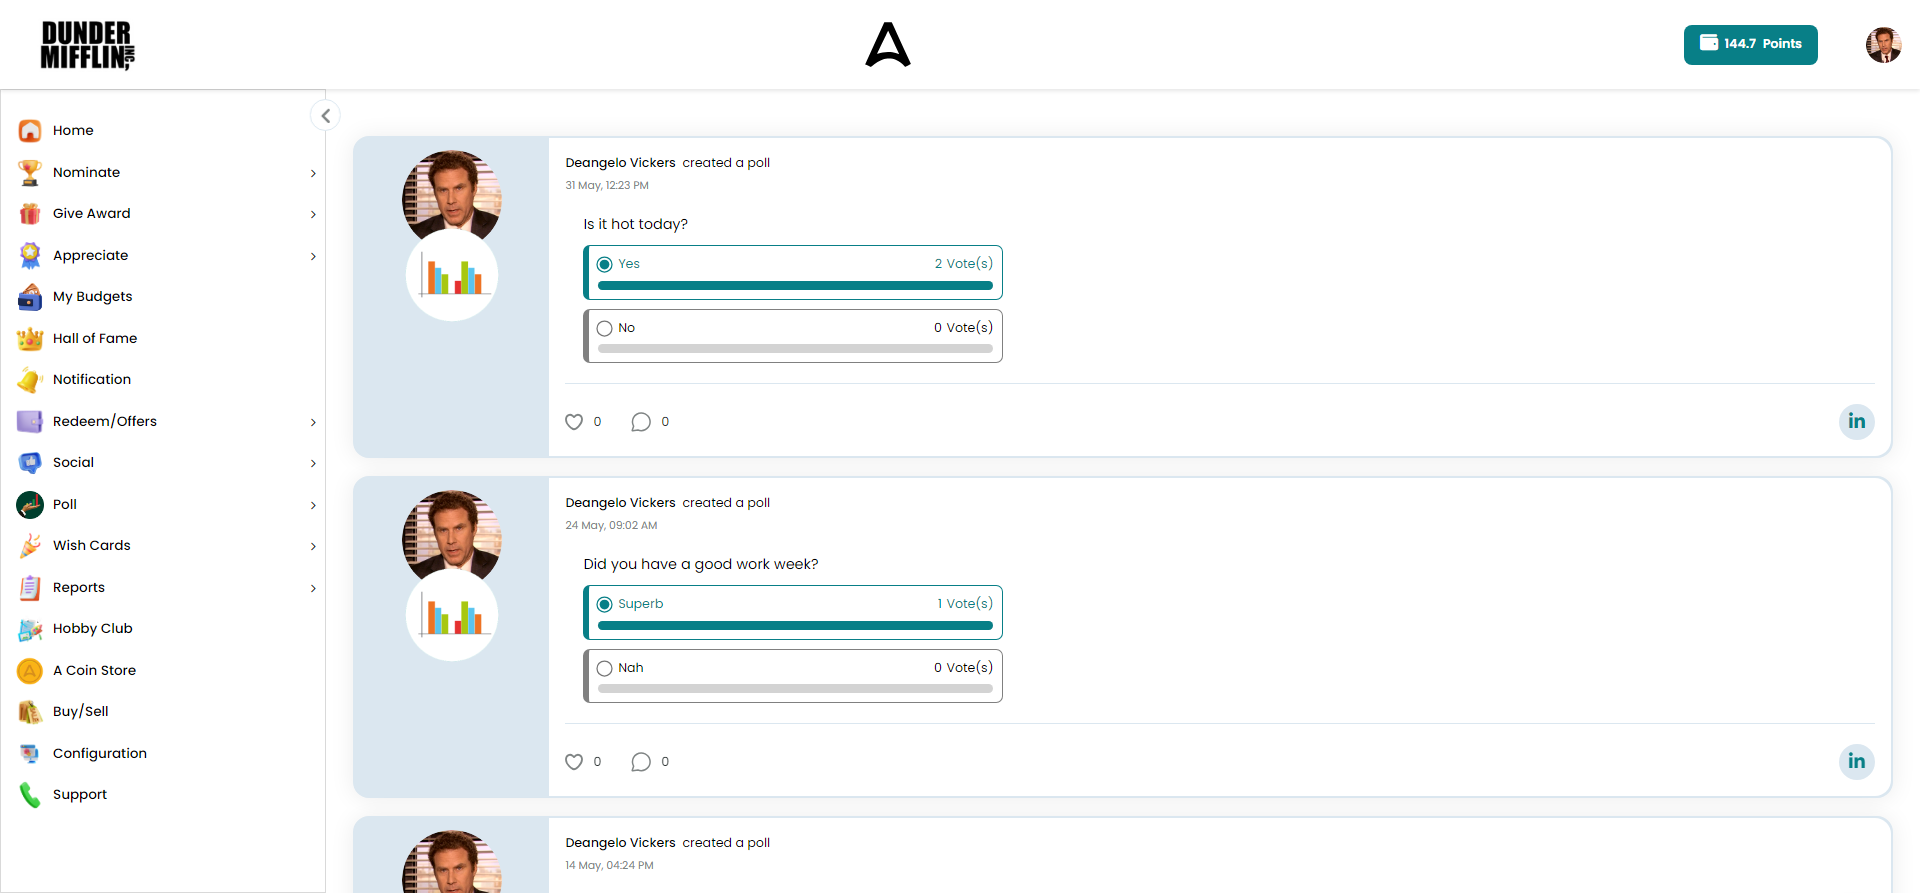 DUNDER
MIFFLIN INC,
144.7 Points
Home
Nominate
Give Award
Appreciate
My Budgets
Hall of Fame
Notification
Redeem/Offers
Social
Poll
Wish Cards
Reports
Hobby Club
A Coin Store
Buy/Sell
Configuration
Support
Deangelo Vickers created a poll
31 May, 12:23 PM
Is it hot today?
Yes 2 Vote(s)
No 0 Vote(s)
0 0 in
Deangelo Vickers created a poll
24 May, 09:02 AM
Did you have a good work week?
Superb 1 Vote(s)
Nah 0 Vote(s)
0 0 in
Deangelo Vickers created a poll
14 May, 04:24 PM